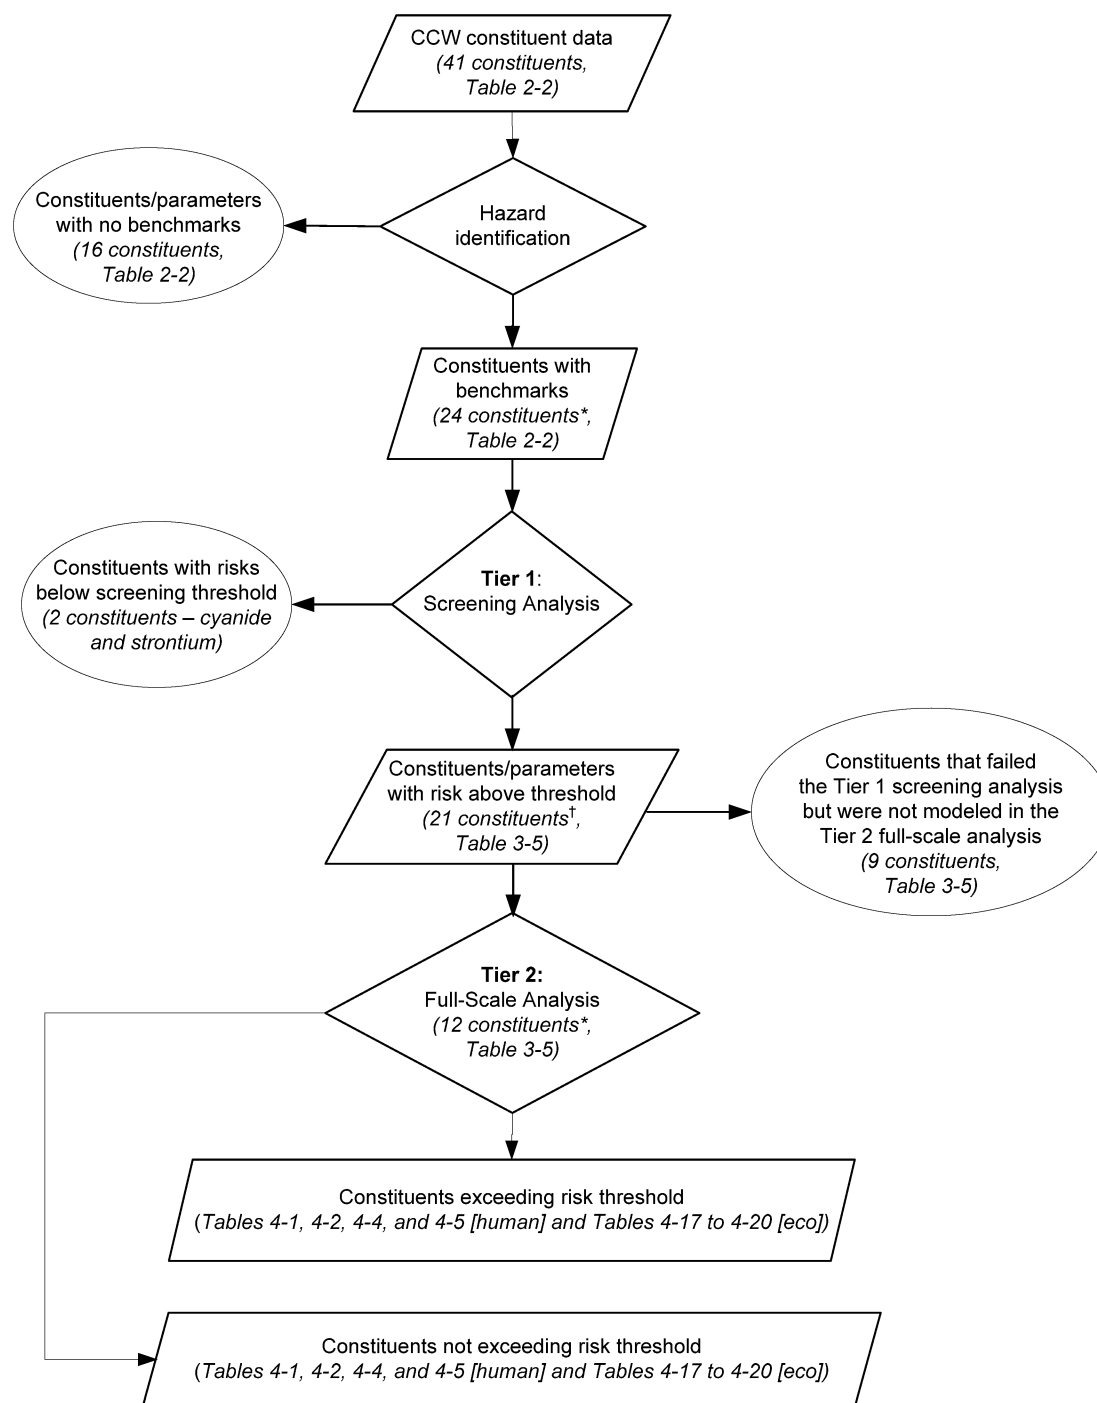 CCW constituent data
(41 constituents,
Table 2-2)
Constituents/parameters
with no benchmarks
(16 constituents,
Table 2-2)
Hazard
identification
Constituents with
benchmarks
(24 constituents*,
Table 2-2)
Constituents with risks
below screening threshold
(2 constituents – cyanide
and strontium)
Tier 1:
Screening Analysis
Constituents/parameters
with risk above threshold
(21 constituents†,
Table 3-5)
Constituents that failed
the Tier 1 screening analysis
but were not modeled in the
Tier 2 full-scale analysis
(9 constituents,
Table 3-5)
Tier 2:
Full-Scale Analysis
(12 constituents*,
Table 3-5)
Constituents exceeding risk threshold
(Tables 4-1, 4-2, 4-4, and 4-5 [human] and Tables 4-17 to 4-20 [eco])
Constituents not exceeding risk threshold
(Tables 4-1, 4-2, 4-4, and 4-5 [human] and Tables 4-17 to 4-20 [eco])